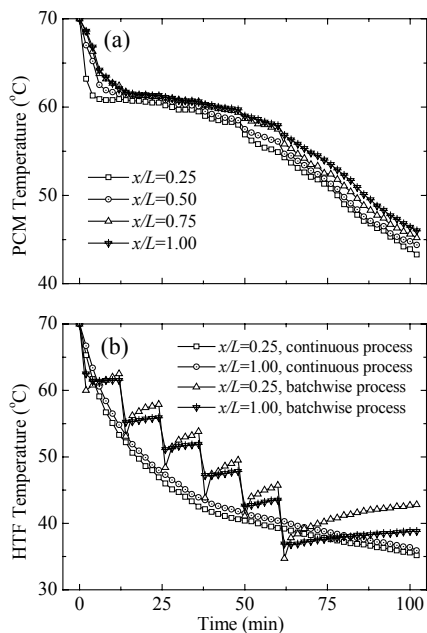 70
(a)
60
50
40
PCM Temperature (°C)
x/L=0.25
x/L=0.50
x/L=0.75
x/L=1.00
70
(b)
60
50
40
30
HTF Temperature (°C)
x/L=0.25, continuous process
x/L=1.00, continuous process
x/L=0.25, batchwise process
x/L=1.00, batchwise process
0 25 50 75 100
Time (min)